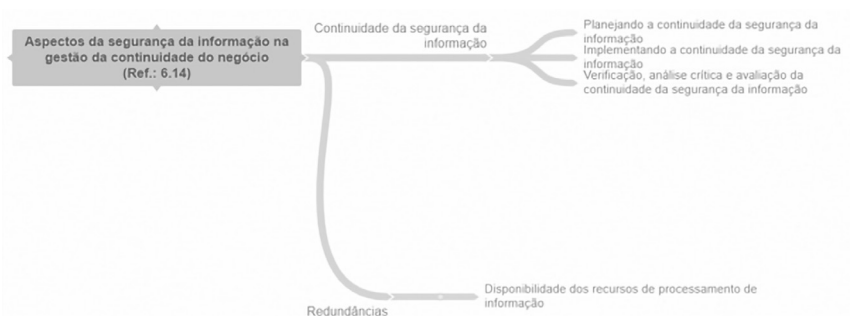 Aspectos da segurança da informação na
gestão da continuidade do negócio
(Ref.: 6.14)
Continuidade da segurança da
informação
Planejando a continuidade da segurança da
informação
Implementando a continuidade da segurança da
informação
Verificação, análise crítica e avaliação da
continuidade da segurança da informação
Redundâncias
Disponibilidade dos recursos de processamento de
informação